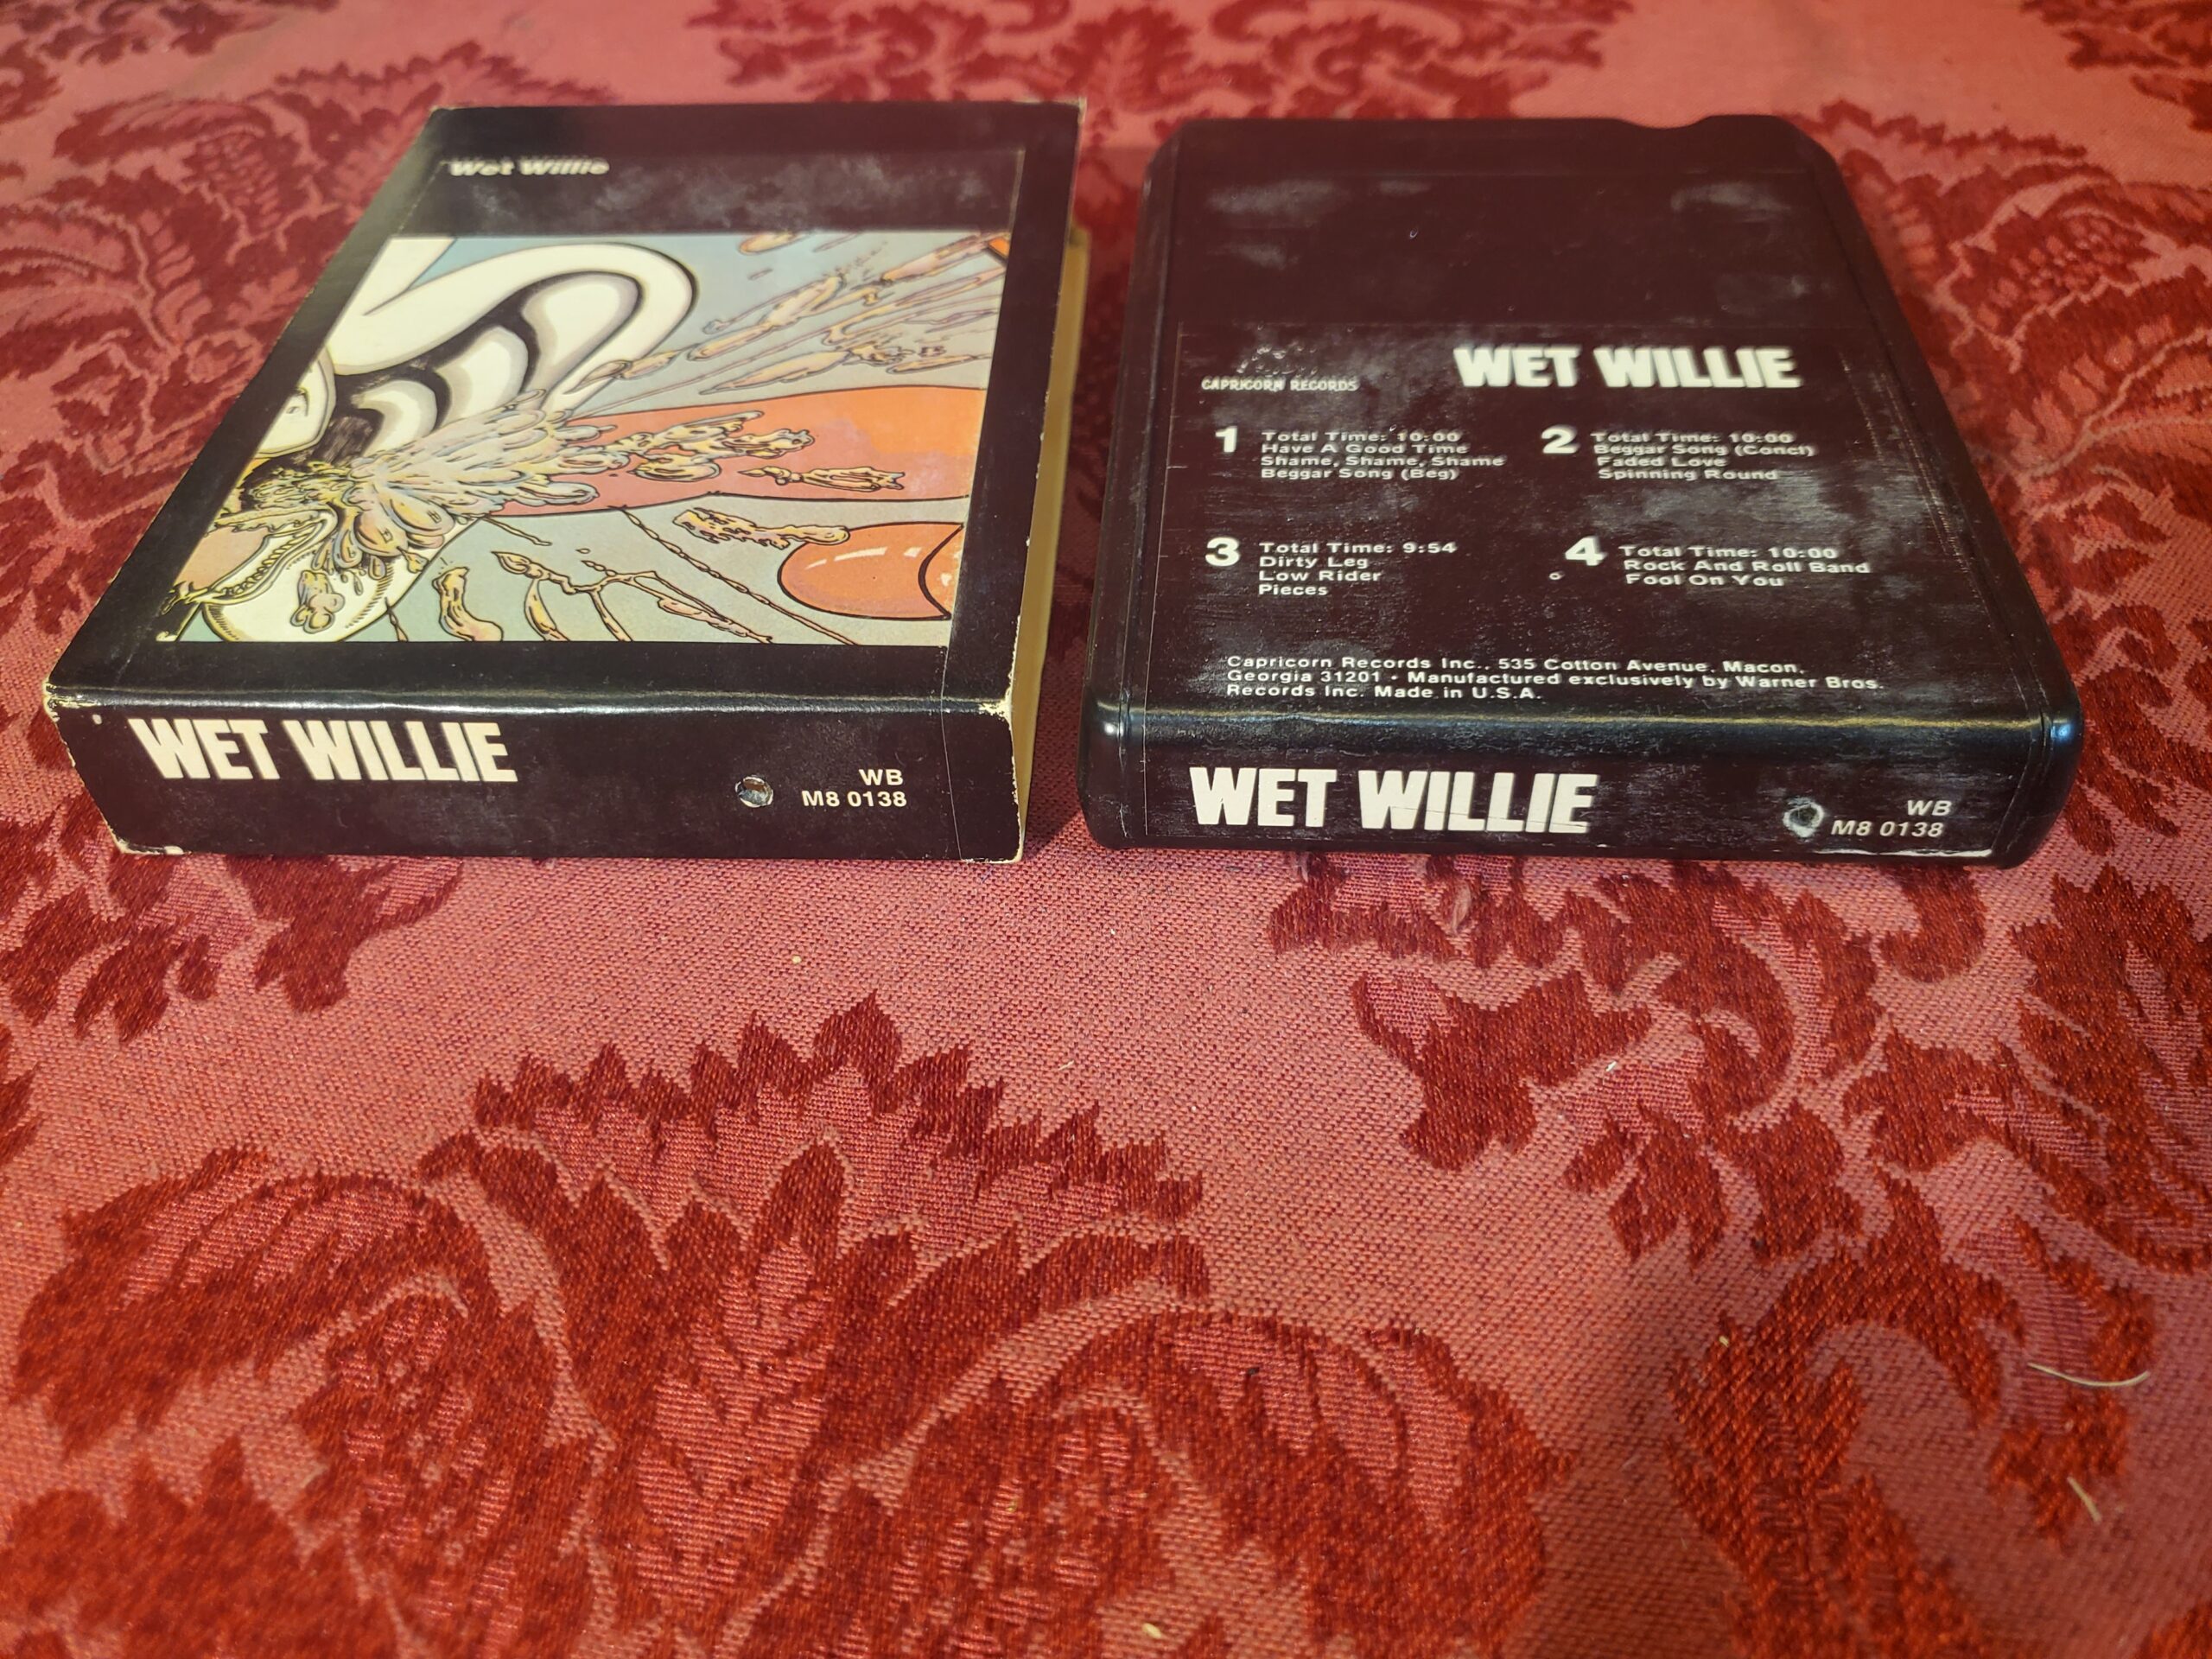 Wet Willie
WET WILLIE
WB
M8 0138
CAPRICORN RECORDS
WET WILLIE
1
Total Time: 10:00
Have A Good Time
Shame, Shame, Shame
Beggar Song (Beg)
2
Total Time: 10:00
Beggar Song (Concl)
Faded Love
Spinning Round
3
Total Time: 9:54
Dirty Leg
Low Rider
Pieces
4
Total Time: 10:00
Rock And Roll Band
Fool On You
Capricorn Records Inc., 535 Cotton Avenue, Macon,
Georgia 31201 • Manufactured exclusively by Warner Bros.
Records Inc. Made in U.S.A.
WET WILLIE
WB
M8 0138